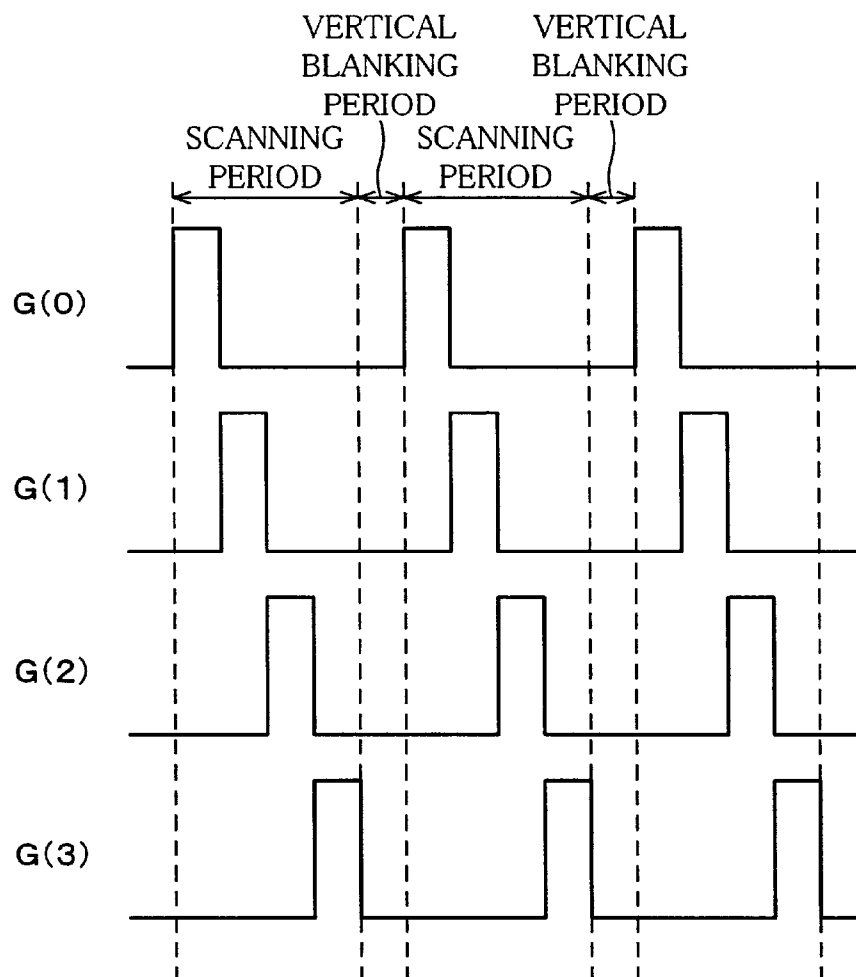 VERTICAL
BLANKING
PERIOD
VERTICAL
BLANKING
PERIOD
SCANNING
PERIOD
SCANNING
PERIOD
G(0)
G(1)
G(2)
G(3)